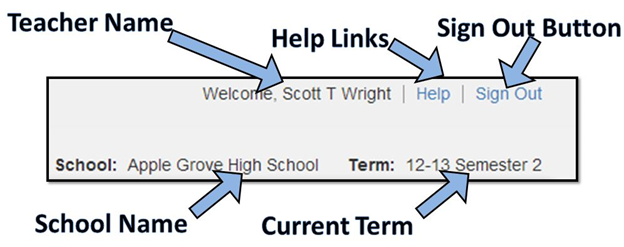 Teacher Name
Help Links
Sign Out Button
Welcome, Scott T Wright | Help | Sign Out
School: Apple Grove High School Term: 12-13 Semester 2
School Name
Current Term